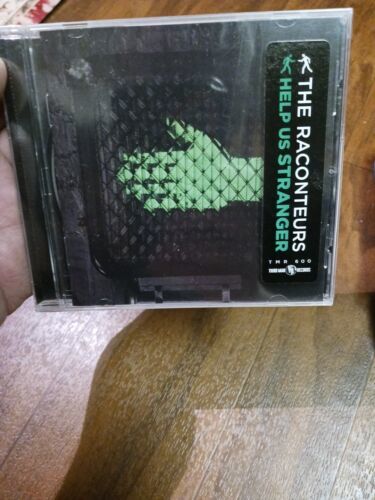 THE RACONTEURS
HELP US STRANGER
TMR 600
THIRD MAN RECORDS